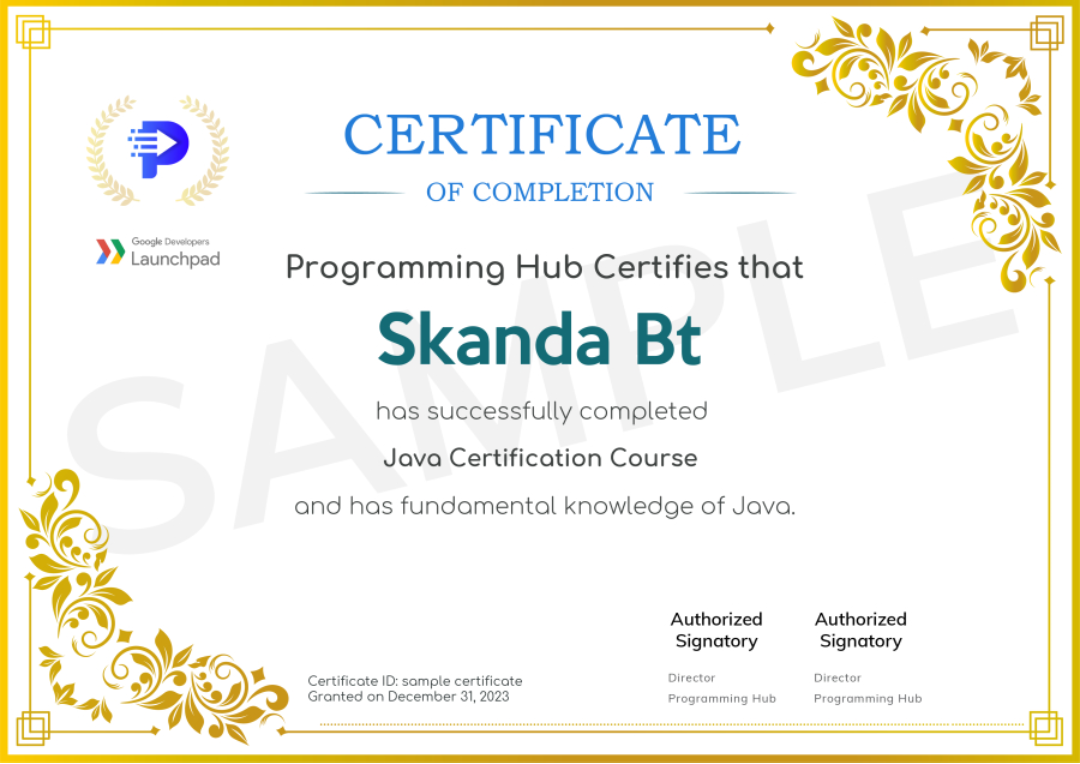 CERTIFICATE
OF COMPLETION
Google Developers
Launchpad
Programming Hub Certifies that
Skanda Bt
has successfully completed
Java Certification Course
and has fundamental knowledge of Java.
SAMPLE
Authorized Signatory
Authorized Signatory
Director
Programming Hub
Director
Programming Hub
Certificate ID: sample certificate
Granted on December 31, 2023